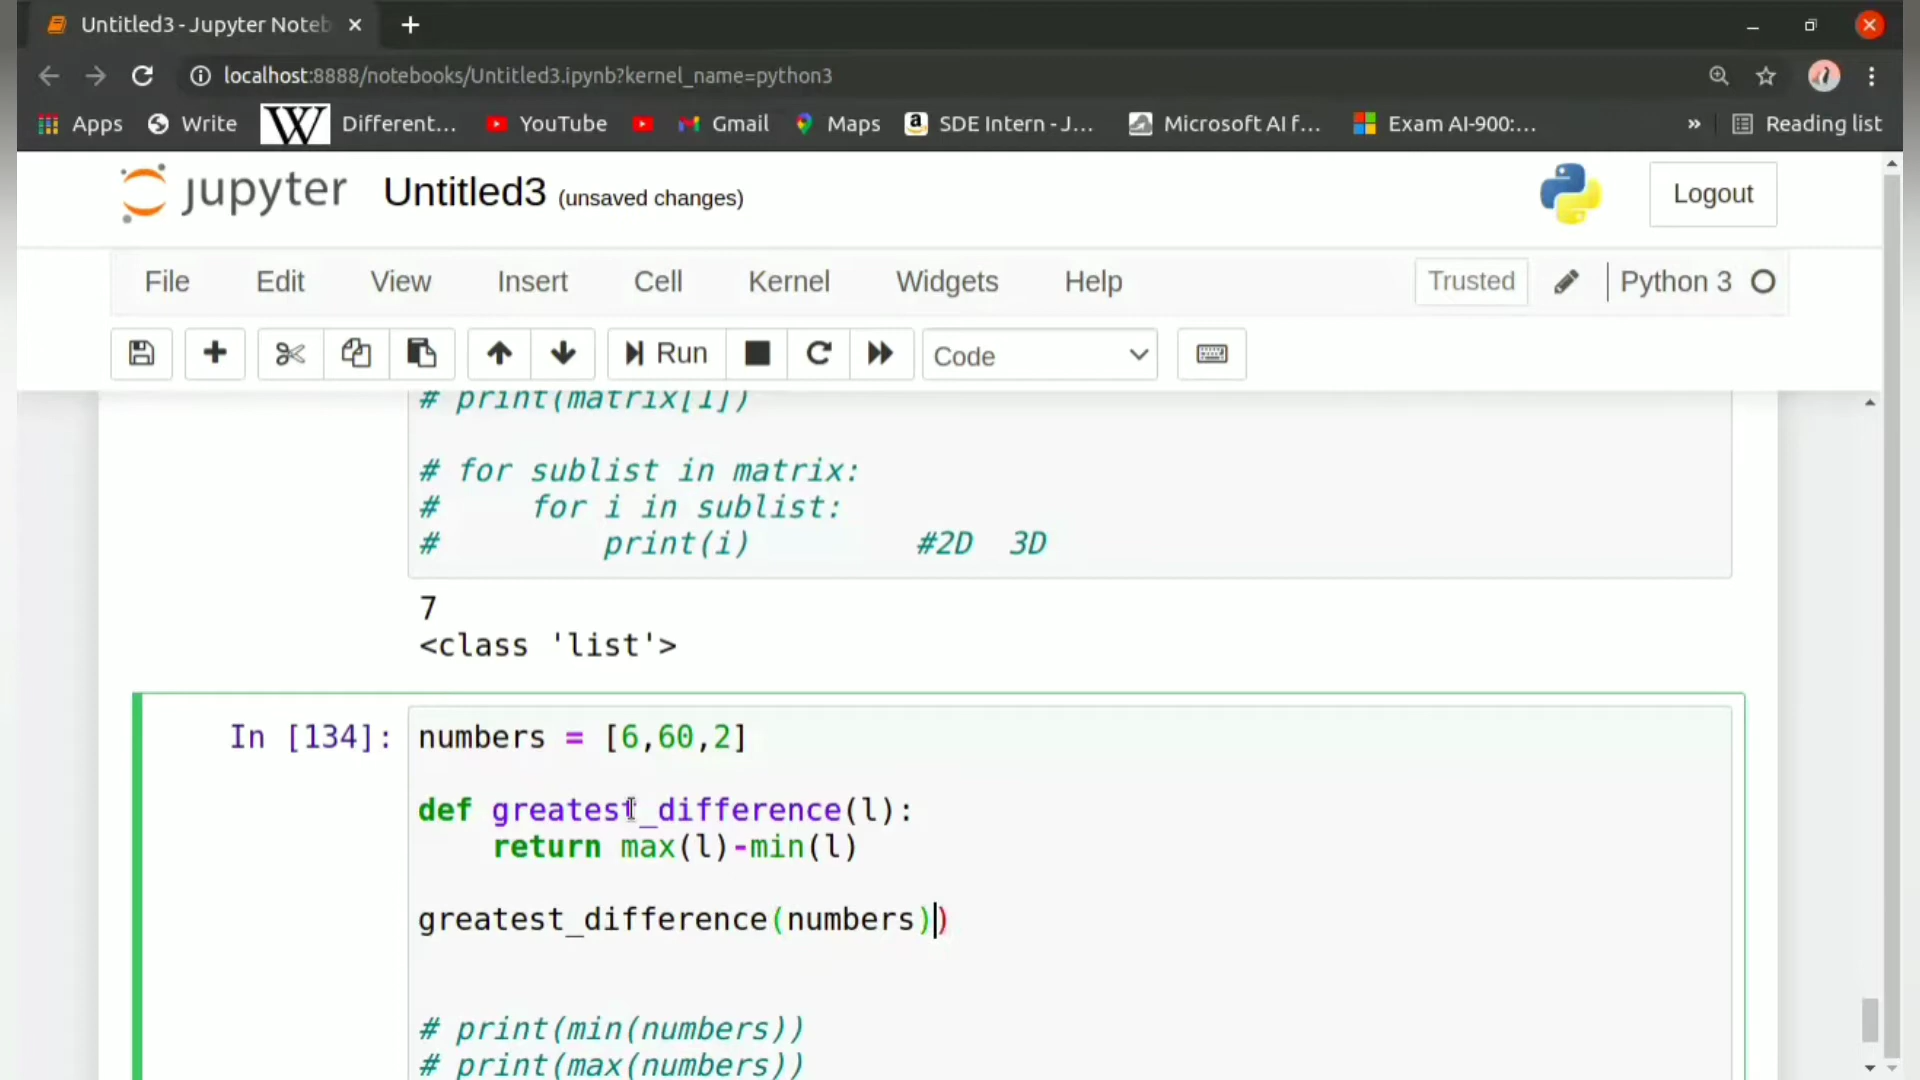 Untitled3 - Jupyter Noteb
localhost:8888/notebooks/Untitled3.ipynb?kernel_name=python3
Apps Write W Different... YouTube Gmail Maps SDE Intern - J... Microsoft AI f... Exam AI-900:... » Reading list
jupyter Untitled3 (unsaved changes) Logout
File Edit View Insert Cell Kernel Widgets Help Trusted Python 3
Run Code
# print(matrix[1])
# for sublist in matrix:
#     for i in sublist:
#         print(i)         #2D  3D
7
<class 'list'>
In [134]: numbers = [6,60,2]
def greatest_difference(l):
    return max(l)-min(l)
greatest_difference(numbers))
# print(min(numbers))
# print(max(numbers))